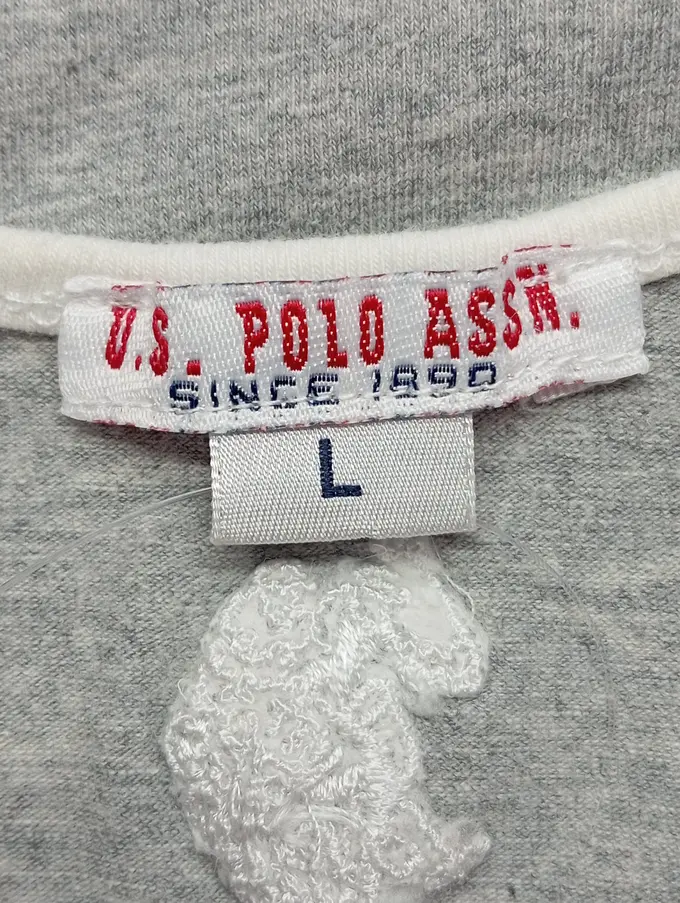 U.S. POLO ASSN.
SINCE 1890
L